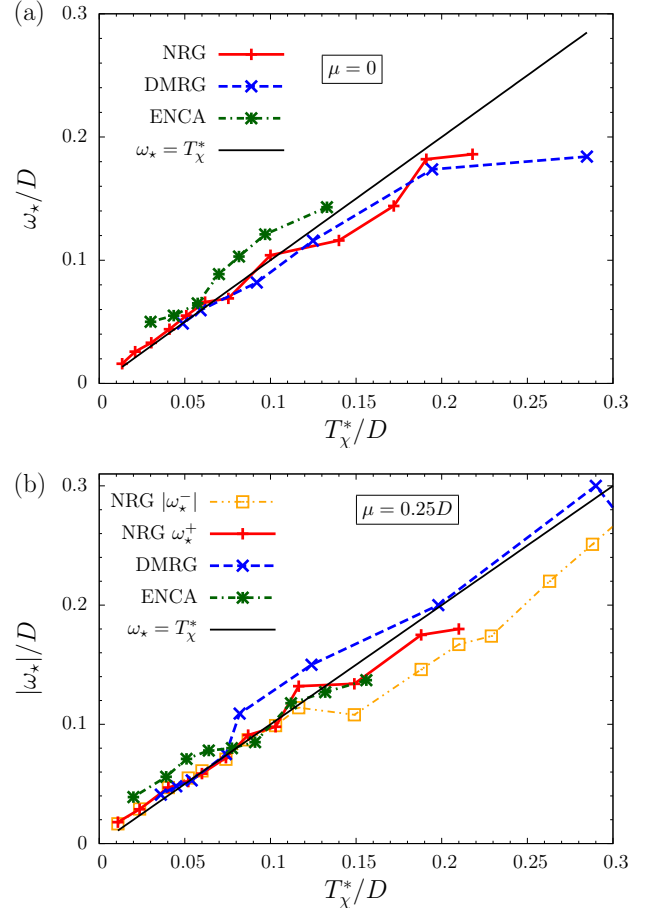 (a)
NRG
DMRG
ENCA
ω⋆ = T*χ
μ = 0
0.3
0.2
0.1
0
ω⋆/D
0 0.05 0.1 0.15 0.2 0.25 0.3
T*χ/D
(b)
NRG |ω⋆⁻|
NRG ω⋆⁺
DMRG
ENCA
ω⋆ = T*χ
μ = 0.25D
0.3
0.2
0.1
0
|ω⋆|/D
0 0.05 0.1 0.15 0.2 0.25 0.3
T*χ/D